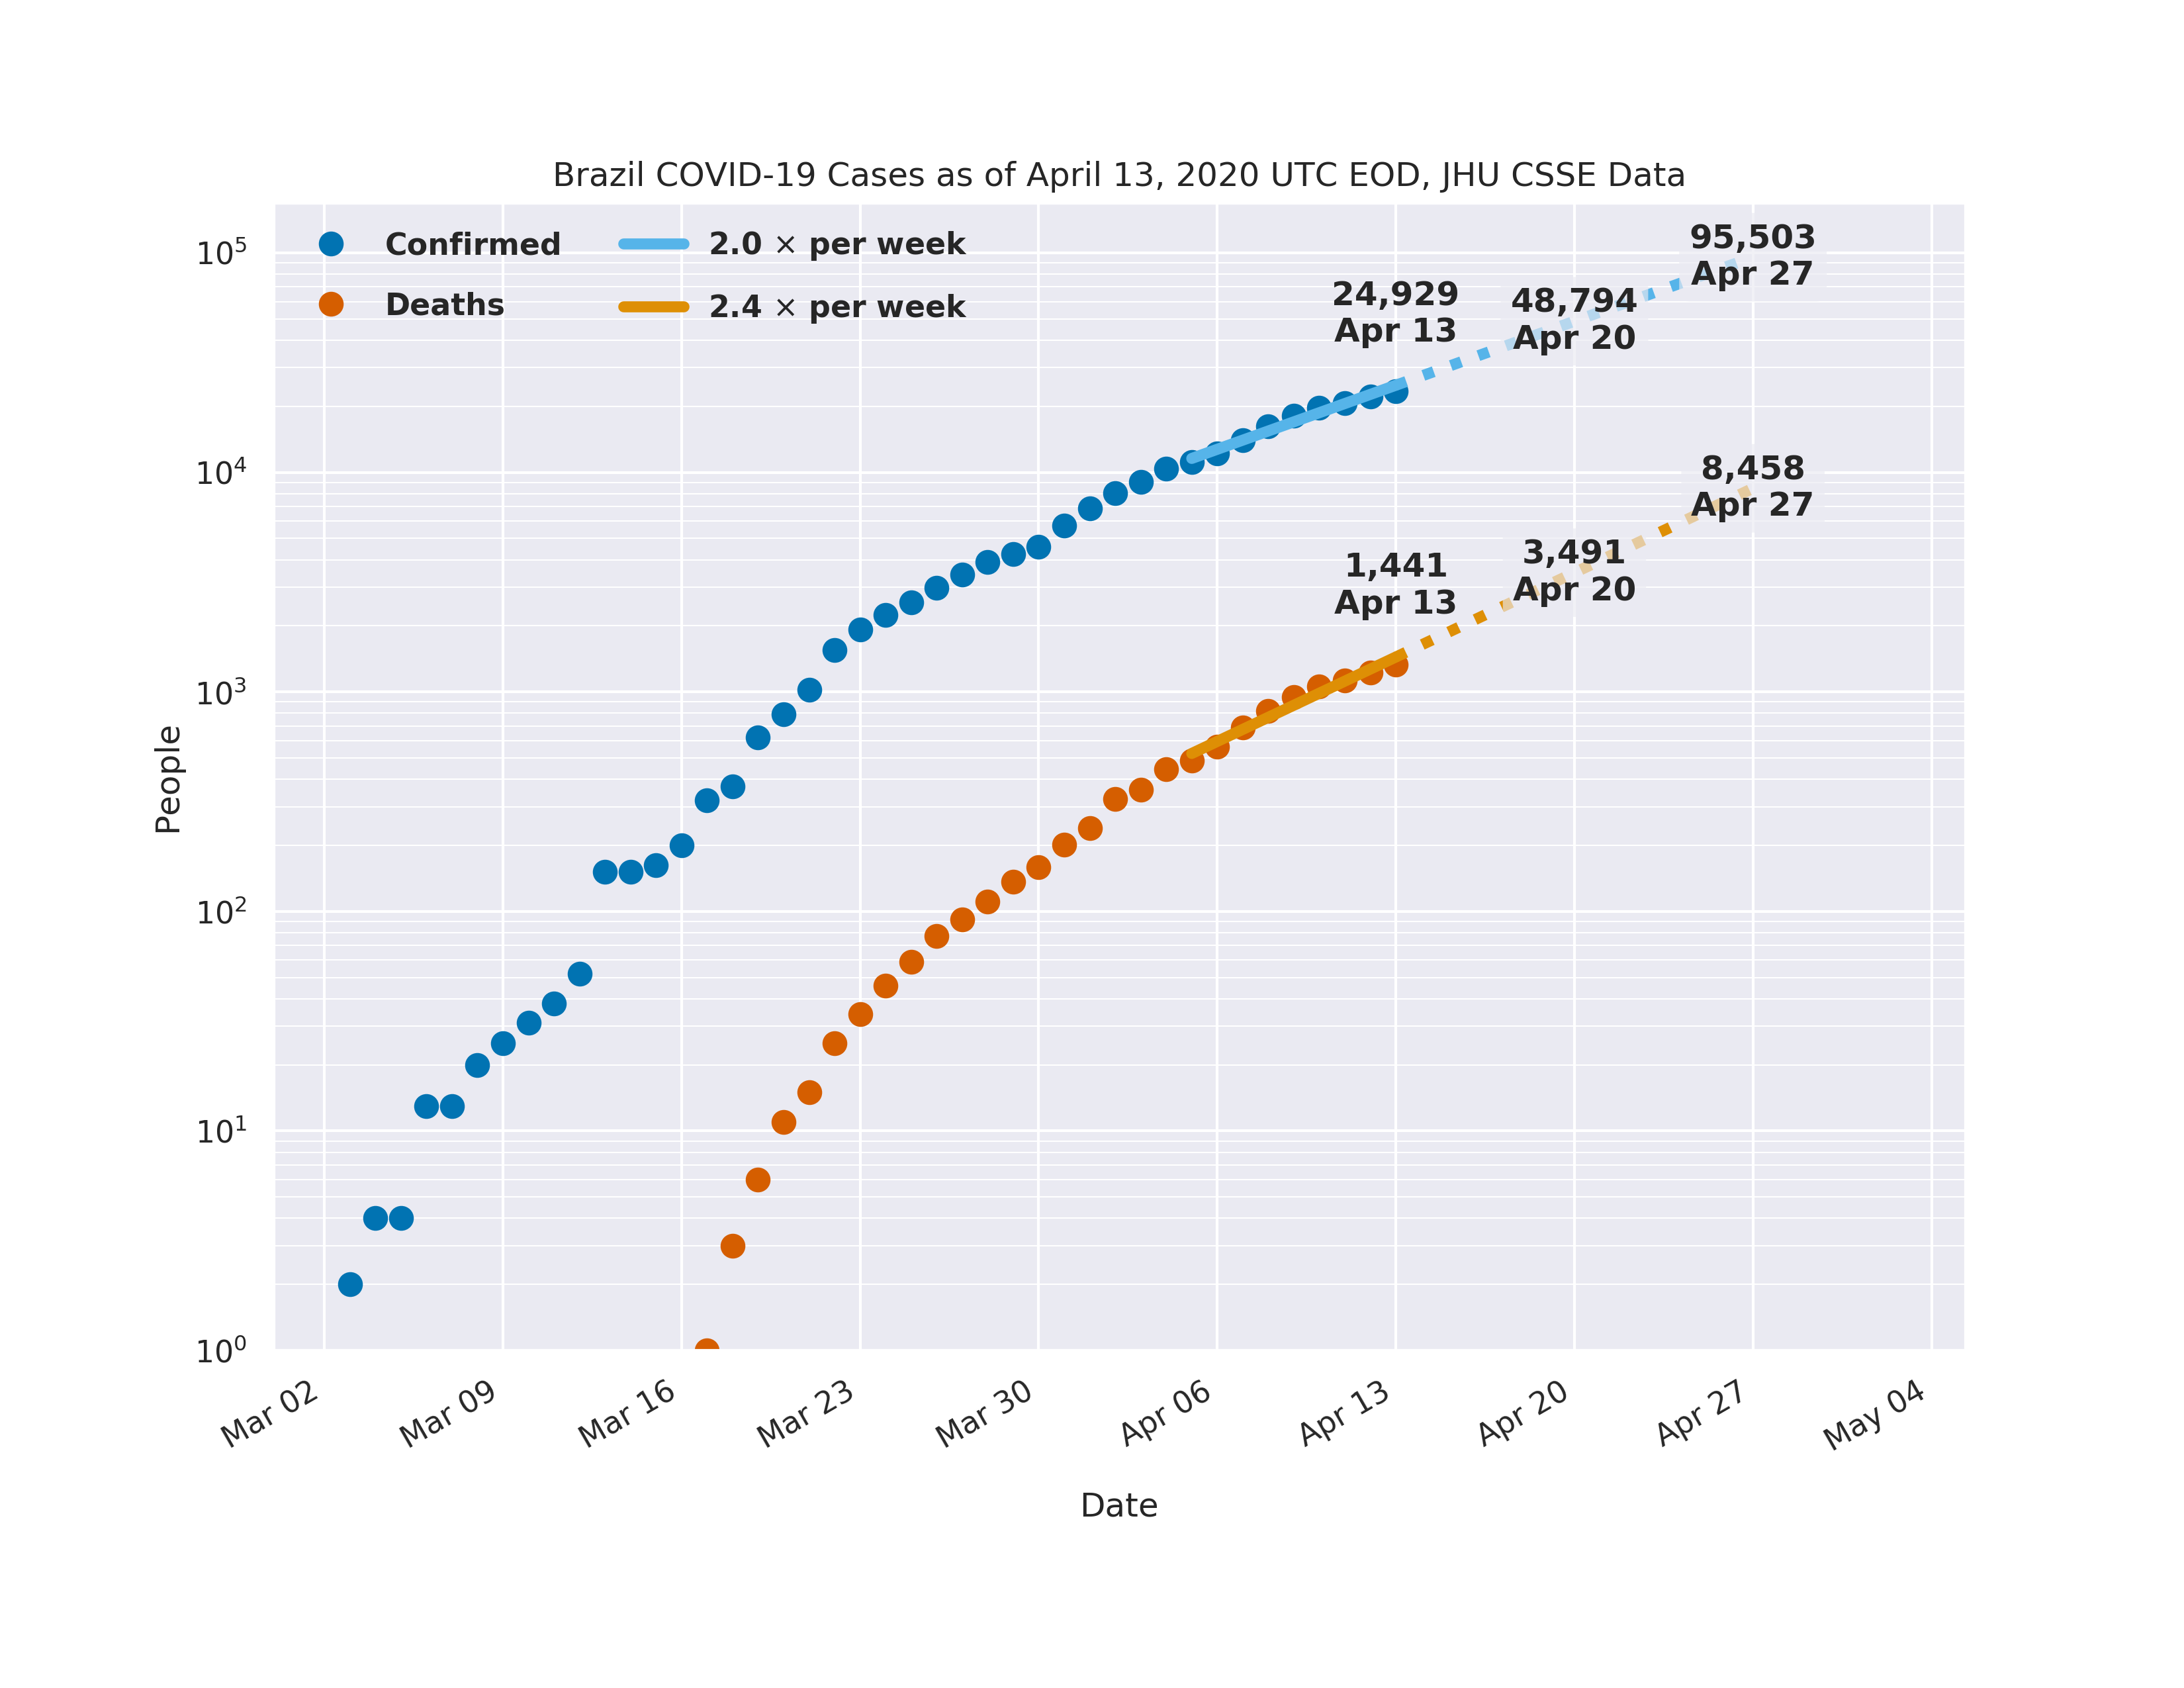 Brazil COVID-19 Cases as of April 13, 2020 UTC EOD, JHU CSSE Data
Confirmed
Deaths
2.0 × per week
2.4 × per week
24,929
Apr 13
48,794
Apr 20
95,503
Apr 27
1,441
Apr 13
3,491
Apr 20
8,458
Apr 27
People
10⁵
10⁴
10³
10²
10¹
10⁰
Mar 02
Mar 09
Mar 16
Mar 23
Mar 30
Apr 06
Apr 13
Apr 20
Apr 27
May 04
Date